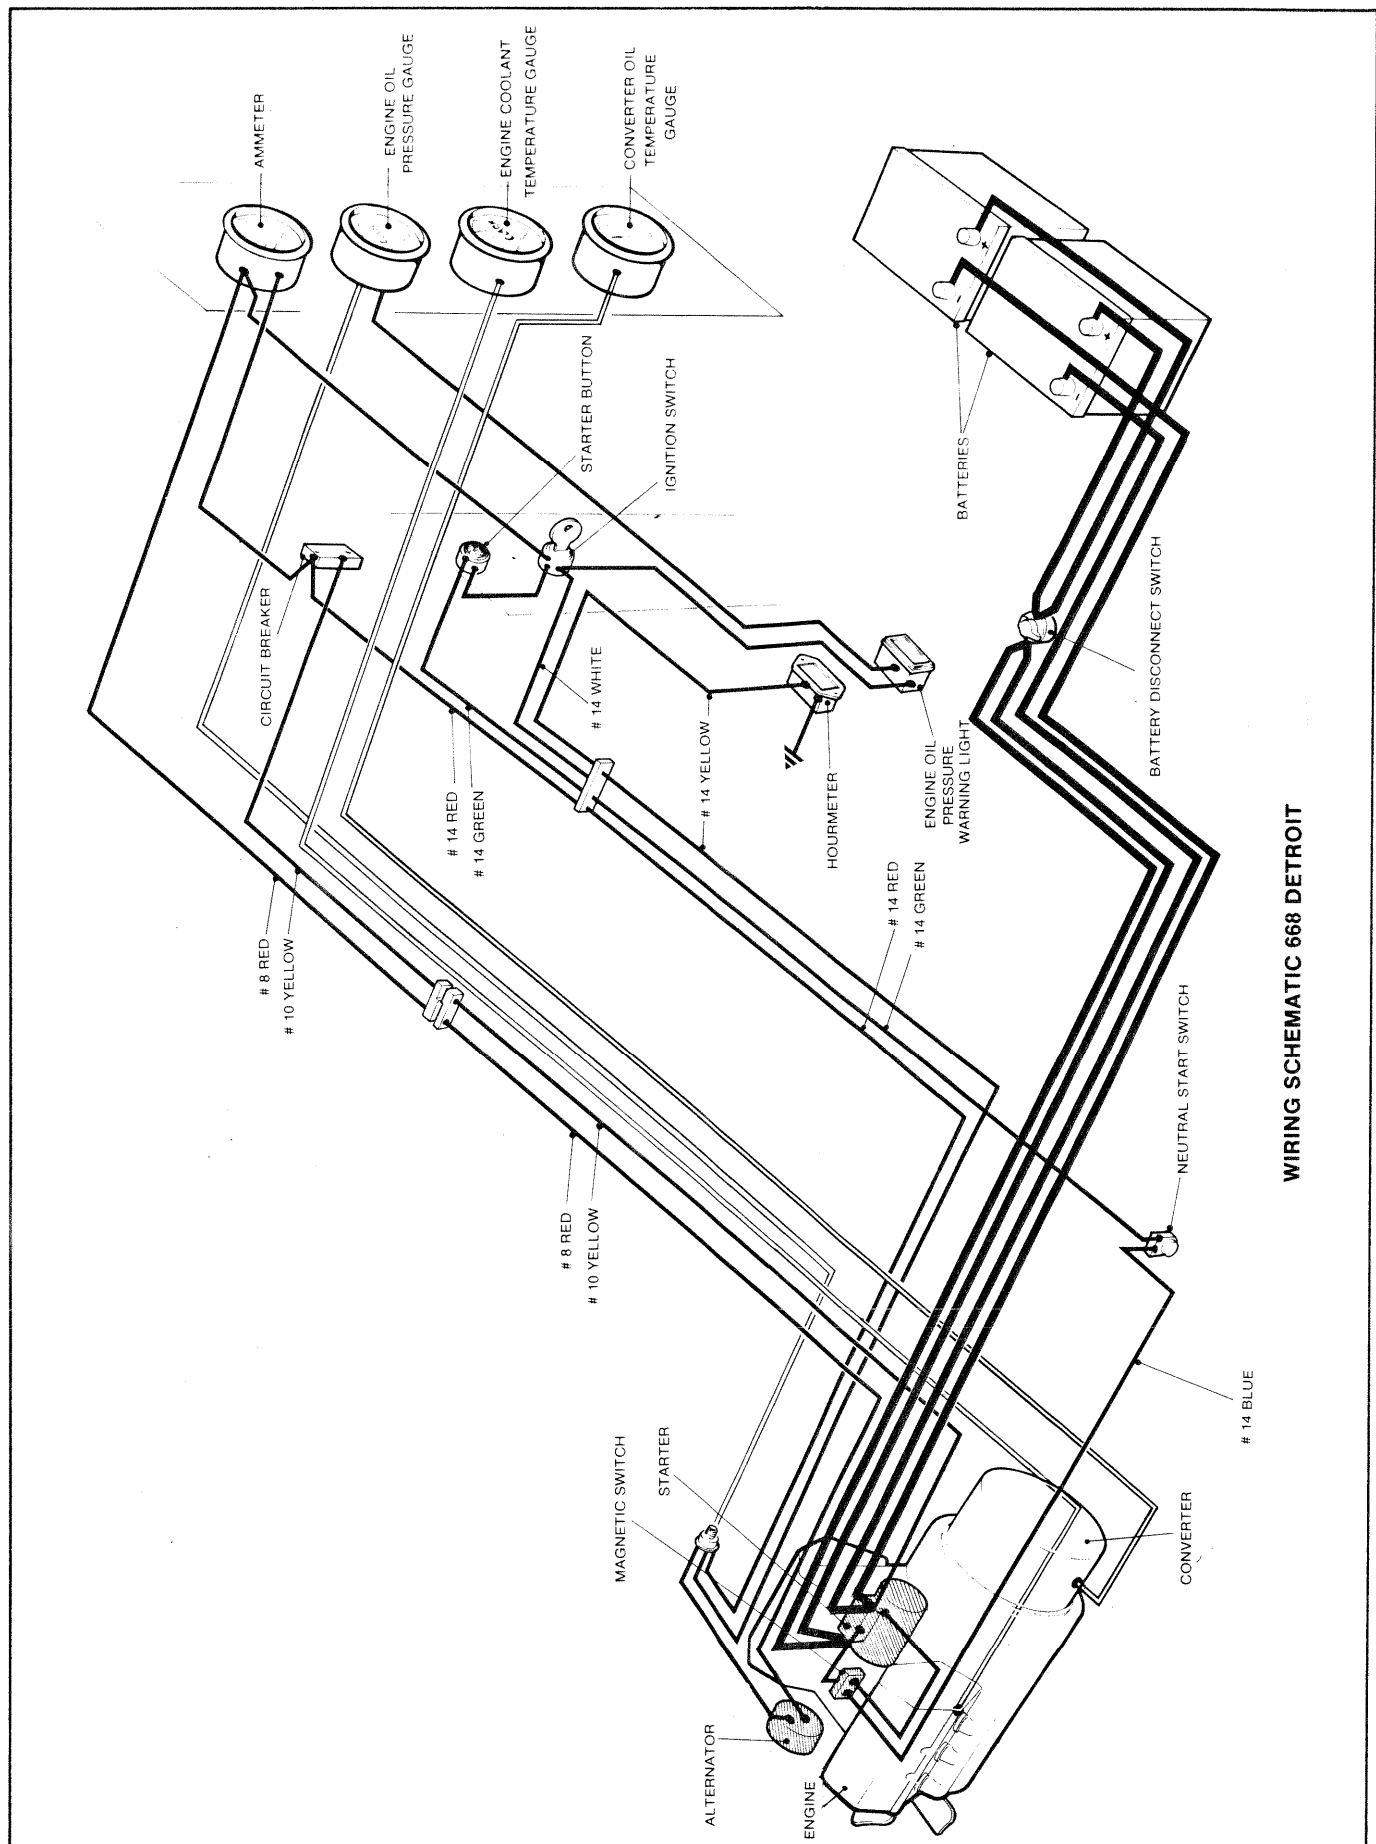 AMMETER
ENGINE OIL
PRESSURE GAUGE
ENGINE COOLANT
TEMPERATURE GAUGE
CONVERTER OIL
TEMPERATURE
GAUGE
STARTER BUTTON
IGNITION SWITCH
CIRCUIT BREAKER
BATTERIES
+
-
+
-
# 14 WHITE
# 14 RED
# 14 GREEN
# 14 YELLOW
HOURMETER
ENGINE OIL
PRESSURE
WARNING LIGHT
BATTERY DISCONNECT SWITCH
# 8 RED
# 10 YELLOW
# 14 RED
# 14 GREEN
# 8 RED
# 10 YELLOW
NEUTRAL START SWITCH
MAGNETIC SWITCH
STARTER
# 14 BLUE
CONVERTER
ALTERNATOR
ENGINE
WIRING SCHEMATIC 668 DETROIT